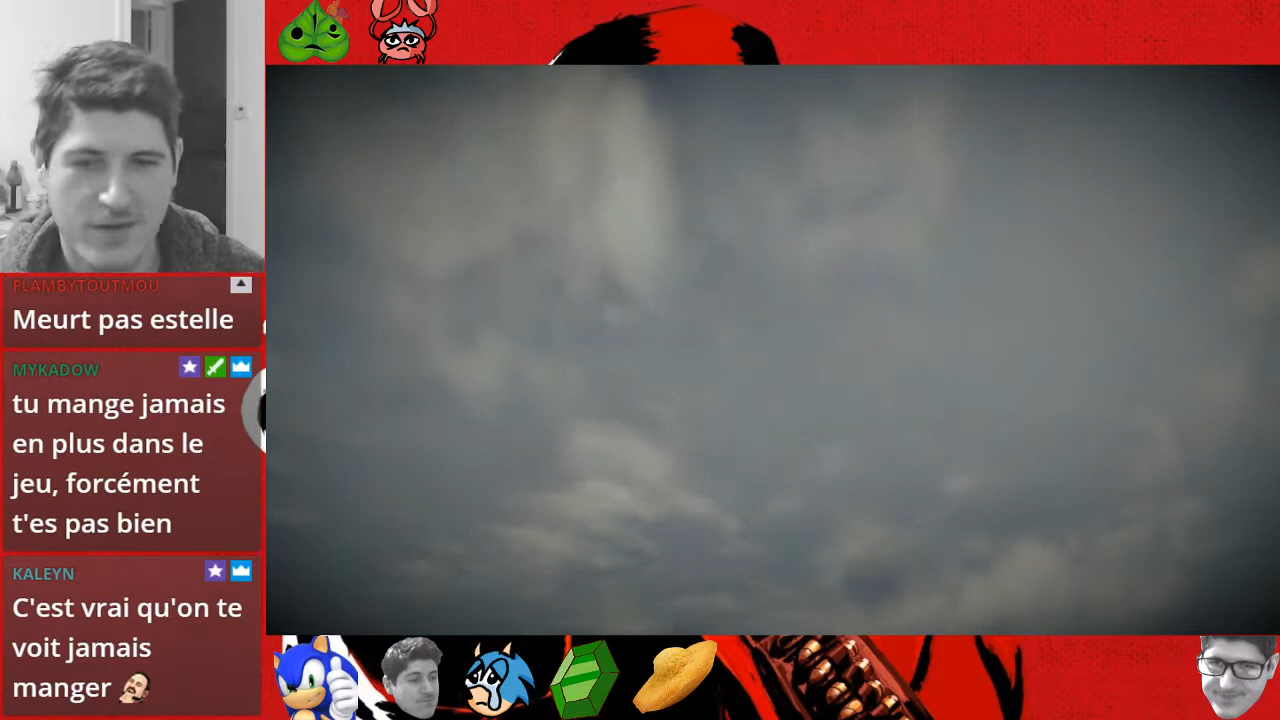 FLAMBYTOUTMOU
Meurt pas estelle
MYKADOW
tu mange jamais
en plus dans le
jeu, forcément
t'es pas bien
KALEYN
C'est vrai qu'on te
voit jamais
manger